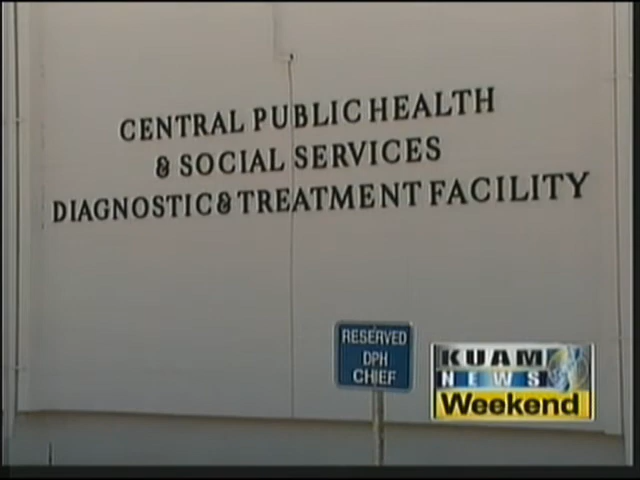 CENTRAL PUBLIC HEALTH
& SOCIAL SERVICES
DIAGNOSTIC & TREATMENT FACILITY
RESERVED
DPH
CHIEF
KUAM
NEWS
Weekend